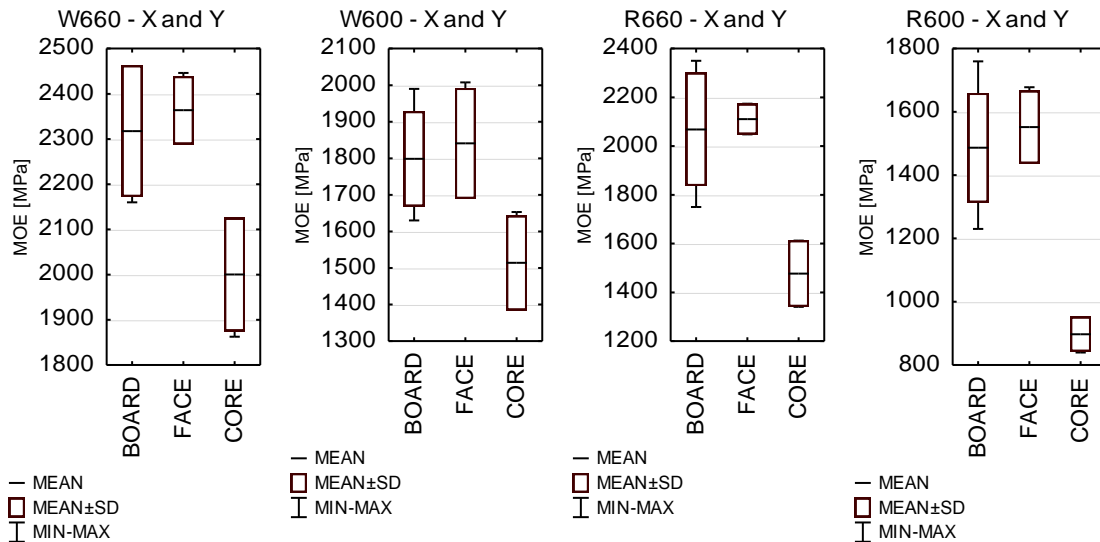 W660 - X and Y
2500
2400
2300
2200
2100
2000
1900
1800
MOE [MPa]
BOARD
FACE
CORE
MEAN
MEAN±SD
MIN-MAX
W600 - X and Y
2100
2000
1900
1800
1700
1600
1500
1400
1300
MOE [MPa]
BOARD
FACE
CORE
MEAN
MEAN±SD
MIN-MAX
R660 - X and Y
2400
2200
2000
1800
1600
1400
1200
MOE [MPa]
BOARD
FACE
CORE
MEAN
MEAN±SD
MIN-MAX
R600 - X and Y
1800
1600
1400
1200
1000
800
MOE [MPa]
BOARD
FACE
CORE
MEAN
MEAN±SD
MIN-MAX